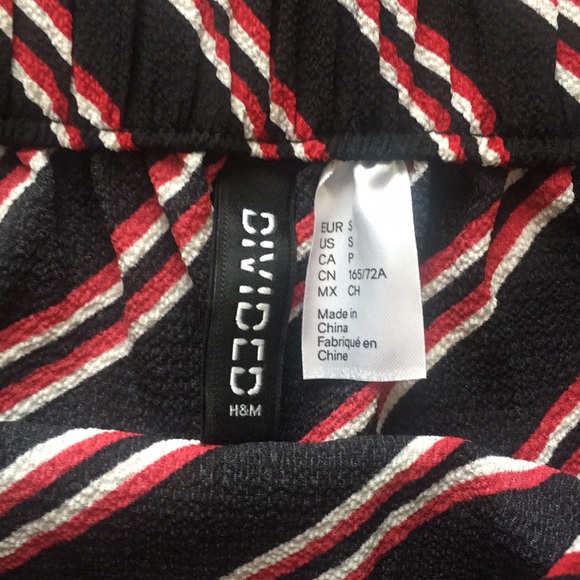 DIVIDED
H&M
EUR S
US S
CA P
CN 165/72A
MX CH
Made in
China
Fabriqué en
Chine